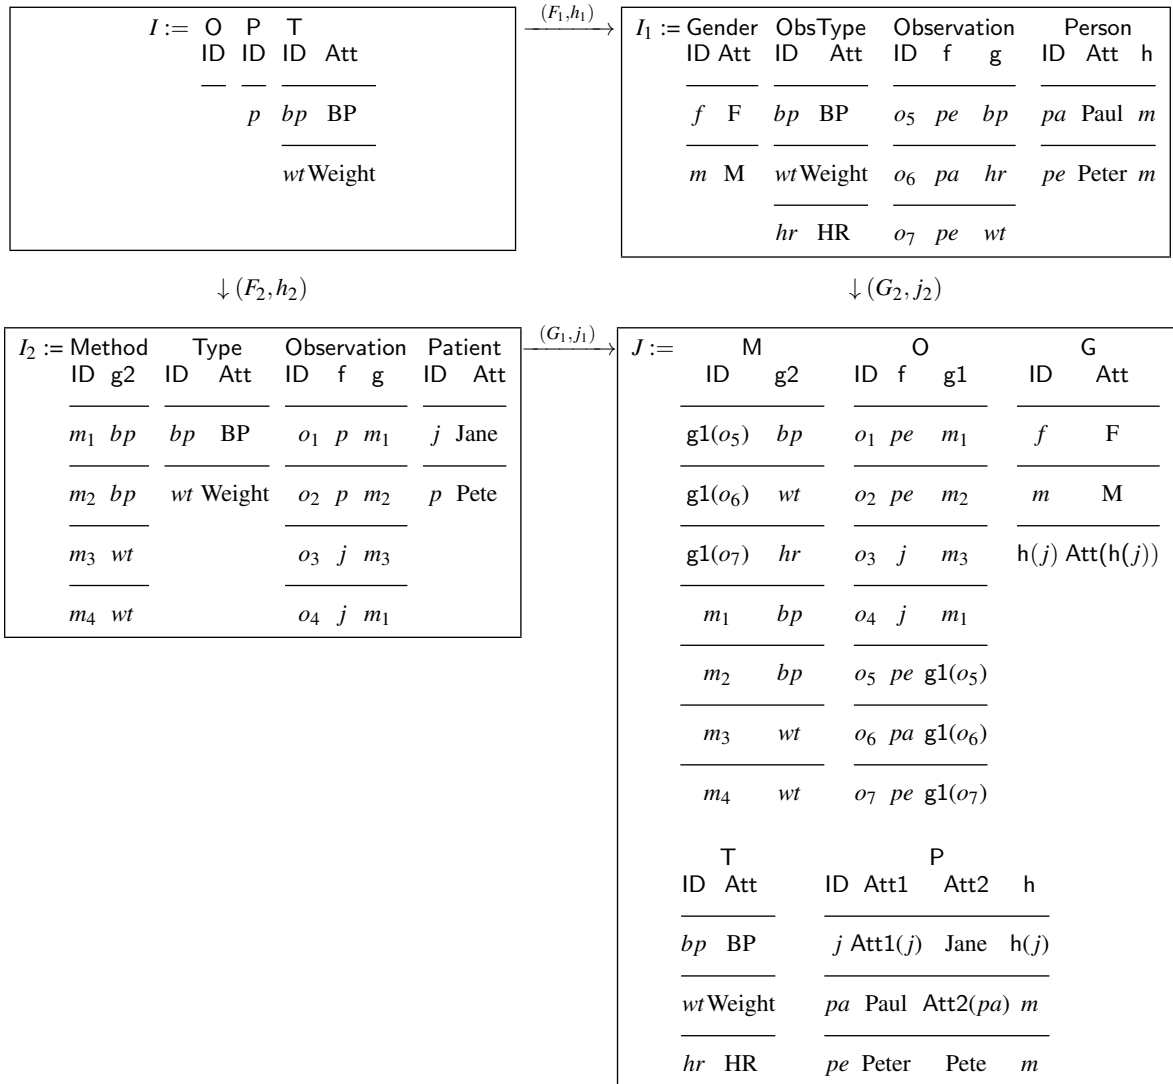 I := O P T
ID ID ID Att
p bp BP
wt Weight
(F1, h1)
I1 := Gender ObsType Observation Person
ID Att ID Att ID f g ID Att h
f F bp BP o5 pe bp pa Paul m
m M wt Weight o6 pa hr pe Peter m
hr HR o7 pe wt
↓ (F2, h2)
↓ (G2, j2)
I2 := Method Type Observation Patient
ID g2 ID Att ID f g ID Att
m1 bp bp BP o1 p m1 j Jane
m2 bp wt Weight o2 p m2 p Pete
m3 wt o3 j m3
m4 wt o4 j m1
(G1, j1)
J := M O G
ID g2 ID f g1 ID Att
g1(o5) bp o1 pe m1 f F
g1(o6) wt o2 pe m2 m M
g1(o7) hr o3 j m3 h(j) Att(h(j))
m1 bp o4 j m1
m2 bp o5 pe g1(o5)
m3 wt o6 pa g1(o6)
m4 wt o7 pe g1(o7)
T P
ID Att ID Att1 Att2 h
bp BP j Att1(j) Jane h(j)
wt Weight pa Paul Att2(pa) m
hr HR pe Peter Pete m